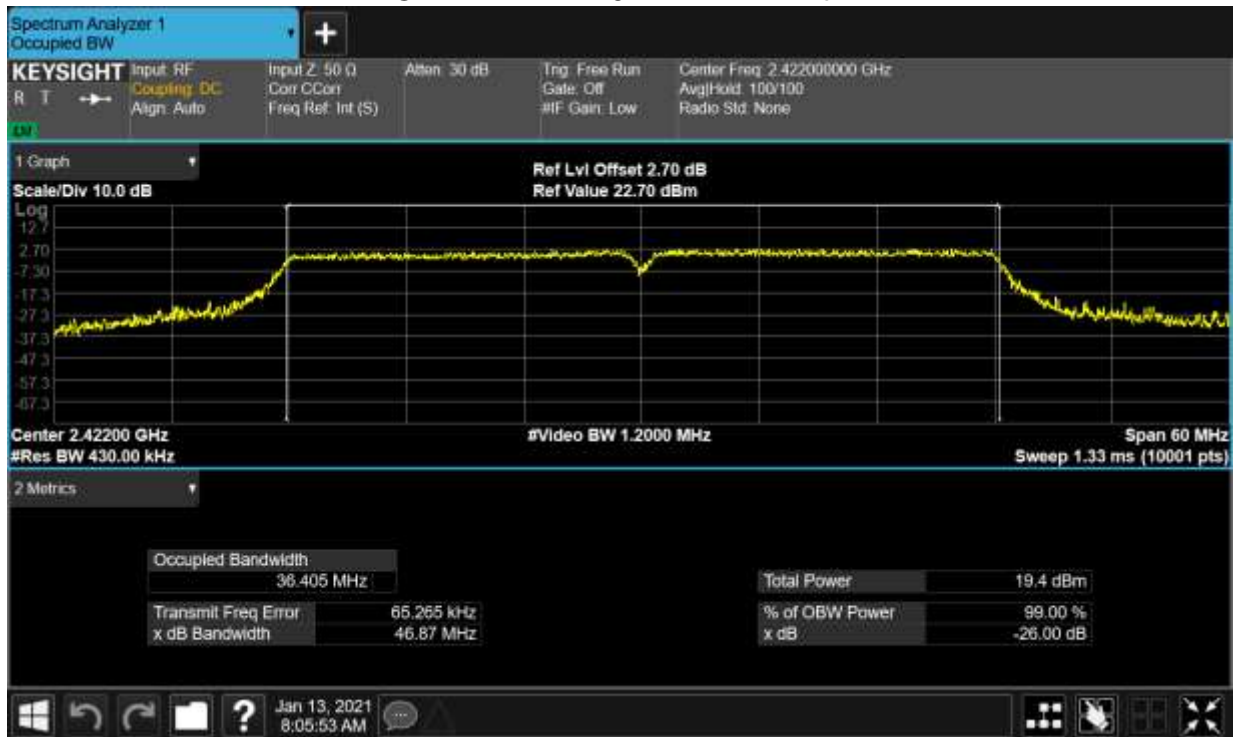 Spectrum Analyzer 1
Occupied BW
+
KEYSIGHT
R T
Input: RF
Coupling: DC
Align: Auto
Input Z: 50 Ω
Corr CCorr
Freq Ref: Int (S)
Atten: 30 dB
Trig: Free Run
Gate: Off
#IF Gain: Low
Center Freq: 2.422000000 GHz
Avg|Hold: 100/100
Radio Std: None
1 Graph
Scale/Div 10.0 dB
Ref Lvl Offset 2.70 dB
Ref Value 22.70 dBm
Log
12.7
2.70
-7.30
-17.3
-27.3
-37.3
-47.3
-57.3
-67.3
Center 2.42200 GHz
#Video BW 1.2000 MHz
Span 60 MHz
#Res BW 430.00 kHz
Sweep 1.33 ms (10001 pts)
2 Metrics
Occupied Bandwidth
36.405 MHz
Total Power 19.4 dBm
Transmit Freq Error 65.265 kHz
% of OBW Power 99.00 %
x dB Bandwidth 46.87 MHz
x dB -26.00 dB
?
Jan 13, 2021
8:05:53 AM